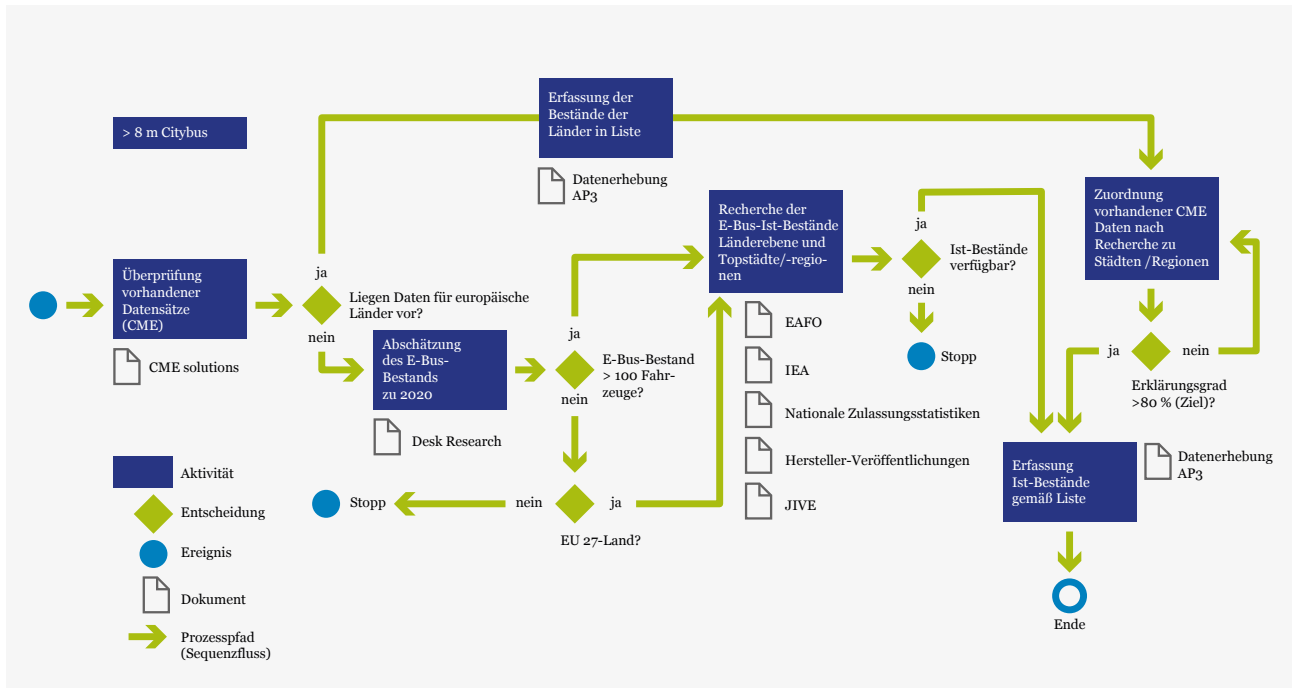 Erfassung der
Bestände der
Länder in Liste
> 8 m Citybus
Datenerhebung
AP3
Recherche der
E-Bus-Ist-Bestände
Länderebene und
Topstädte/-regio-
nen
ja
Ist-Bestände
verfügbar?
nein
Stopp
Zuordnung
vorhandener CME
Daten nach
Recherche zu
Städten /Regionen
Überprüfung
vorhandener
Datensätze
(CME)
CME solutions
ja
Liegen Daten für europäische
Länder vor?
nein
Abschätzung
des E-Bus-
Bestands
zu 2020
Desk Research
ja
E-Bus-Bestand
> 100 Fahr-
zeuge?
nein
EAFO
IEA
Nationale Zulassungsstatistiken
Hersteller-Veröffentlichungen
JIVE
ja
nein
Erklärungsgrad
>80 % (Ziel)?
Erfassung
Ist-Bestände
gemäß Liste
Datenerhebung
AP3
Stopp
nein
ja
EU 27-Land?
Ende
Aktivität
Entscheidung
Ereignis
Dokument
Prozesspfad
(Sequenzfluss)